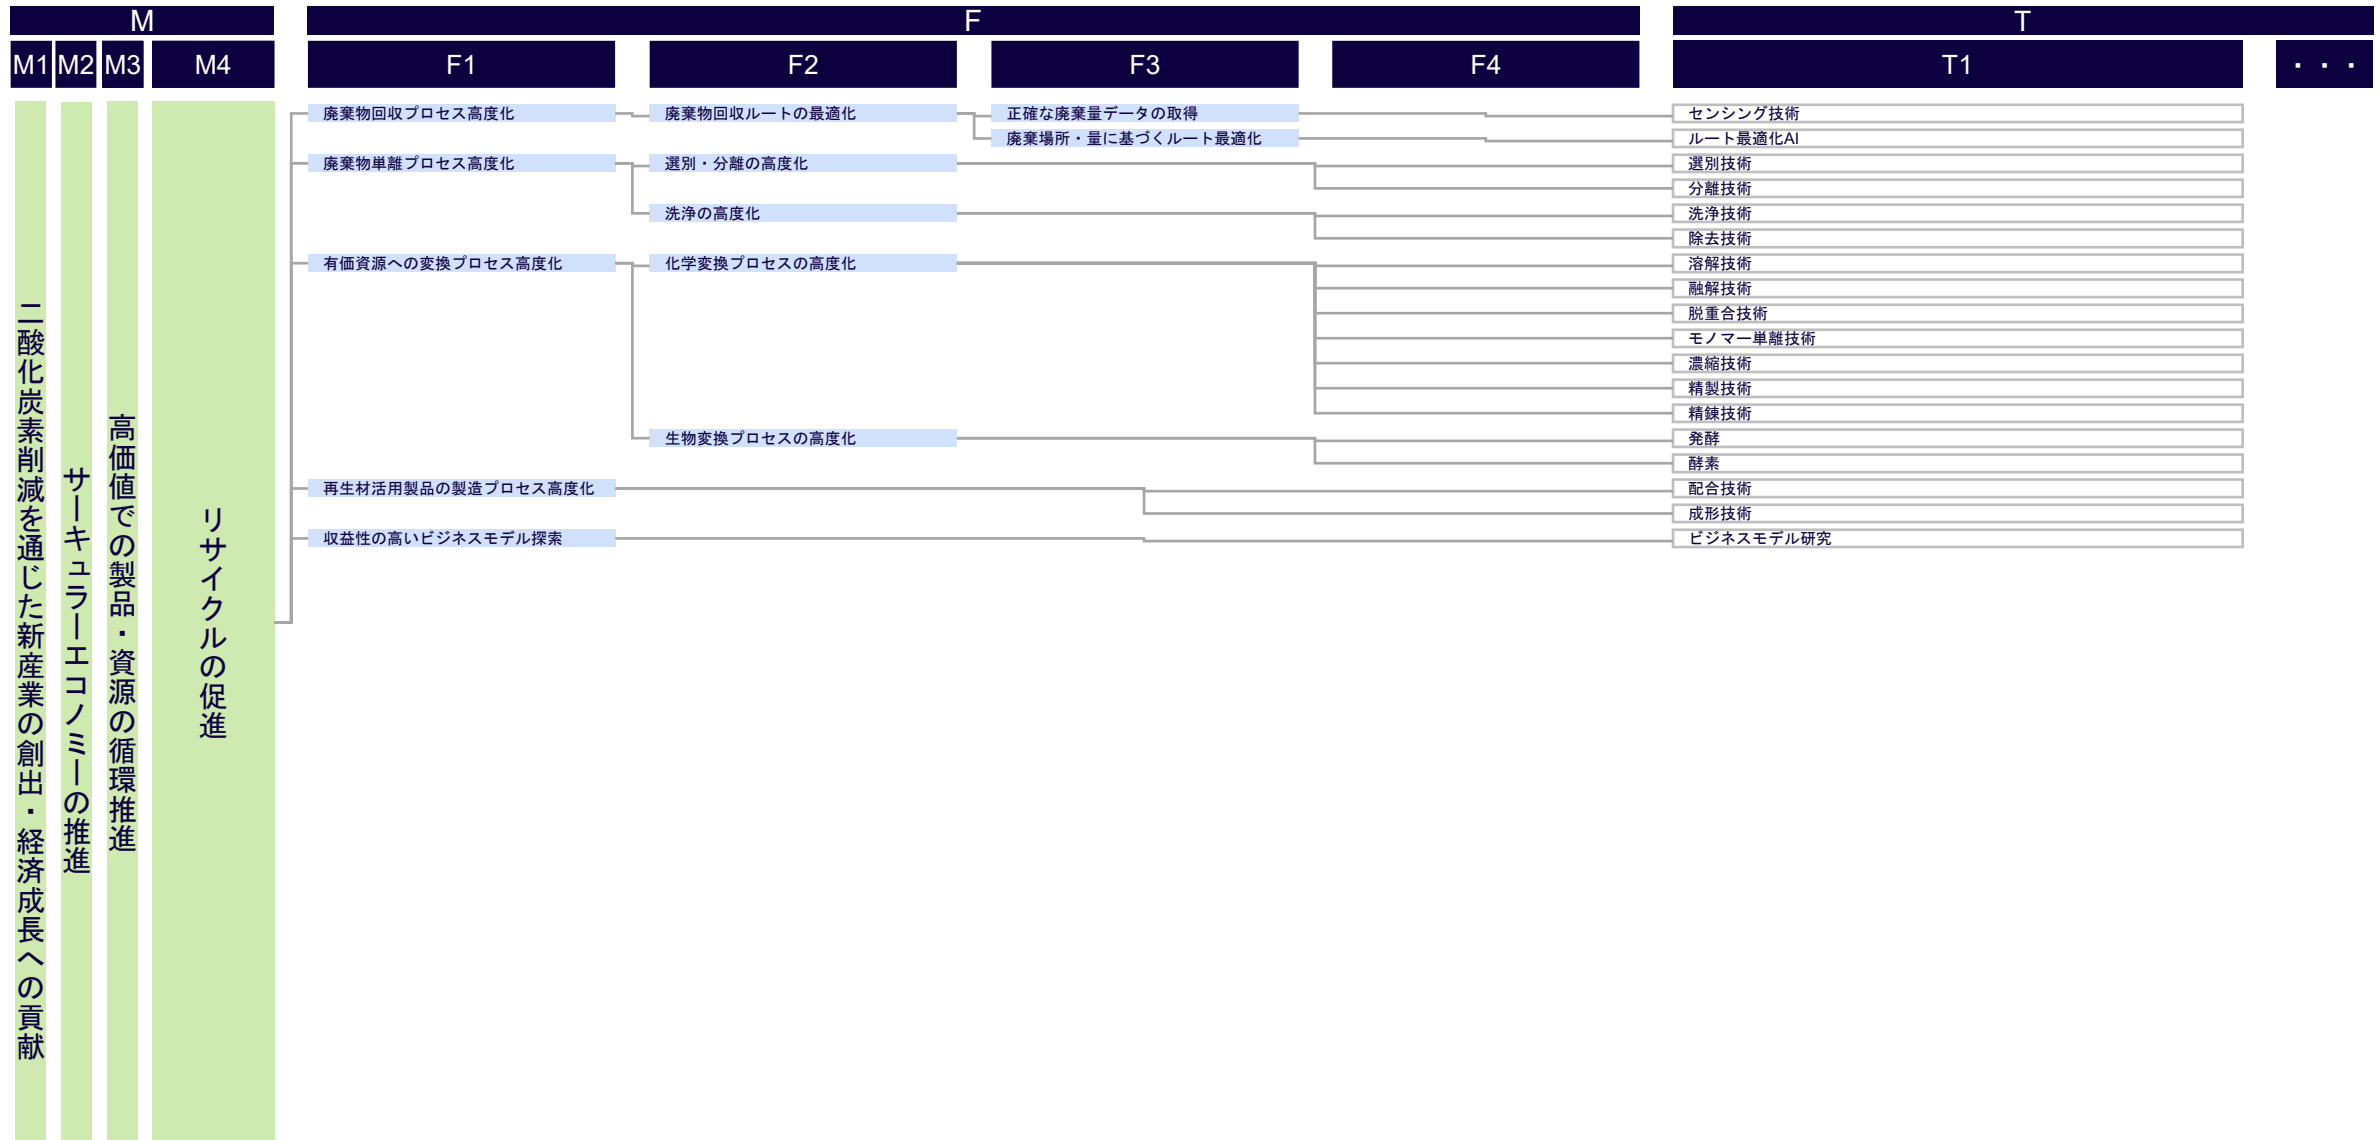 M
F
T
M1
M2
M3
M4
F1
F2
F3
F4
T1
・・・
二酸化炭素削減を通じた新産業の創出・経済成長への貢献
サーキュラーエコノミーの推進
高価値での製品・資源の循環推進
リサイクルの促進
廃棄物回収プロセス高度化
廃棄物回収ルートの最適化
正確な廃棄量データの取得
センシング技術
廃棄場所・量に基づくルート最適化
ルート最適化AI
廃棄物単離プロセス高度化
選別・分離の高度化
選別技術
分離技術
洗浄の高度化
洗浄技術
除去技術
有価資源への変換プロセス高度化
化学変換プロセスの高度化
溶解技術
融解技術
脱重合技術
モノマー単離技術
濃縮技術
精製技術
精錬技術
生物変換プロセスの高度化
発酵
酵素
再生材活用製品の製造プロセス高度化
配合技術
成形技術
収益性の高いビジネスモデル探索
ビジネスモデル研究